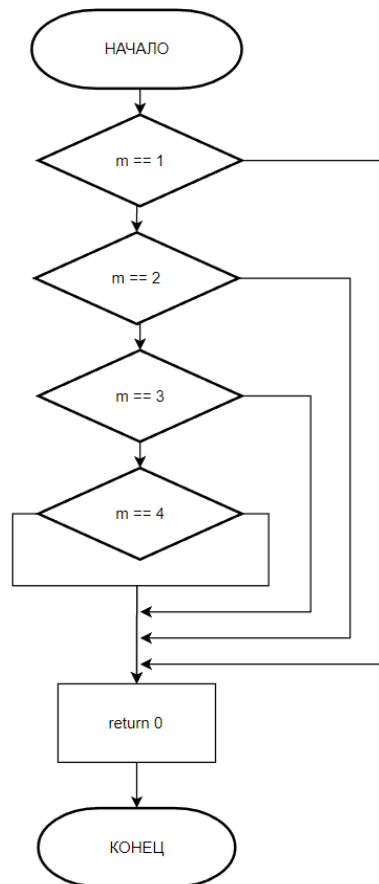 НАЧАЛО
m == 1
m == 2
m == 3
m == 4
return 0
КОНЕЦ